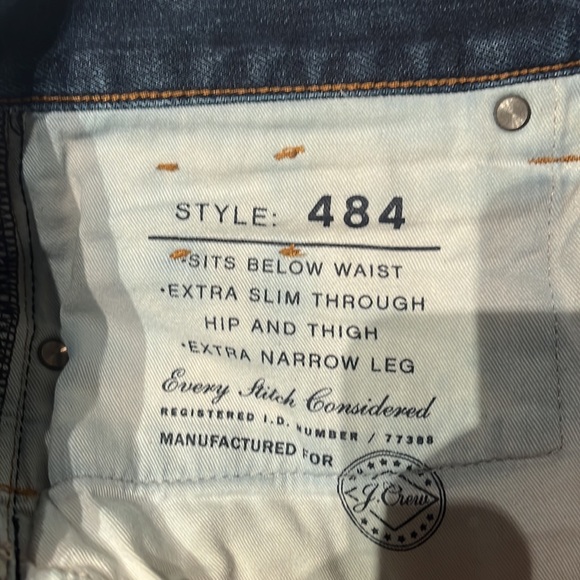 STYLE: 484
•SITS BELOW WAIST
•EXTRA SLIM THROUGH
HIP AND THIGH
•EXTRA NARROW LEG
Every Stitch Considered
REGISTERED I.D. NUMBER / 77388
MANUFACTURED FOR
J.Crew